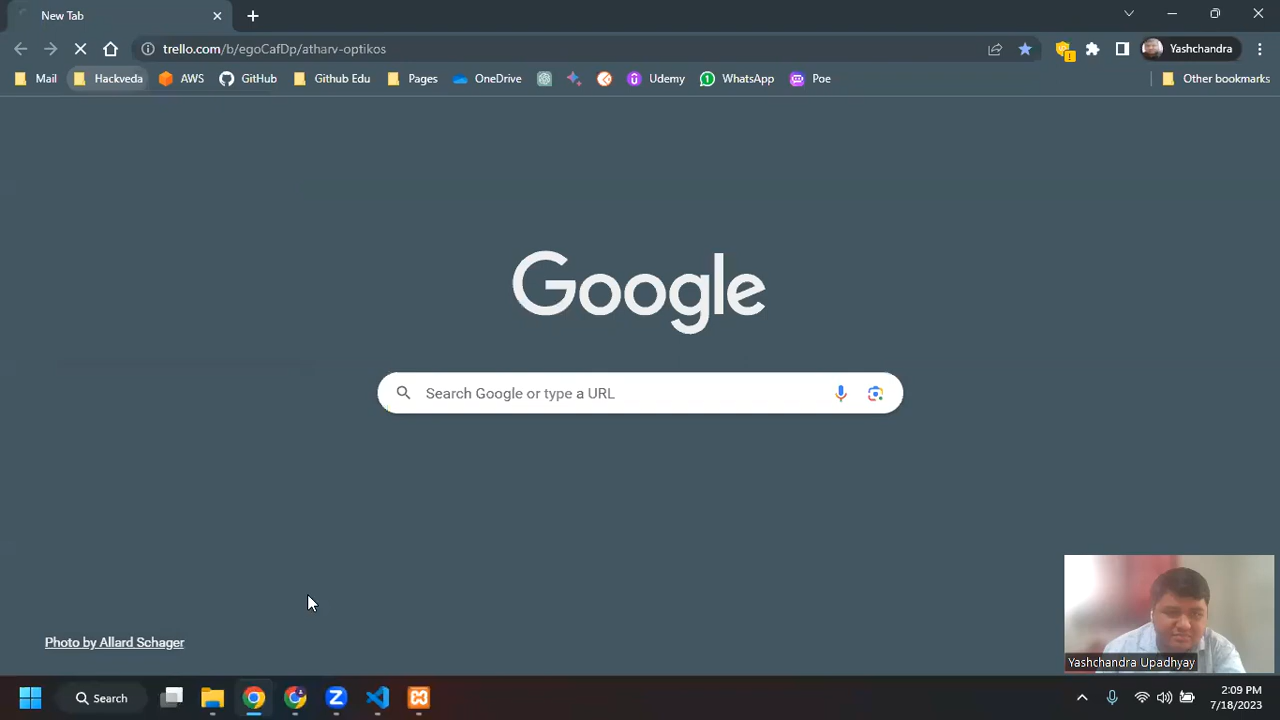 New Tab
trello.com/b/egoCafDp/atharv-optikos
Yashchandra
Mail Hackveda AWS GitHub Github Edu Pages OneDrive Udemy WhatsApp Poe Other bookmarks
Google
Search Google or type a URL
Photo by Allard Schager
Yashchandra Upadhyay
Search
2:09 PM
7/18/2023